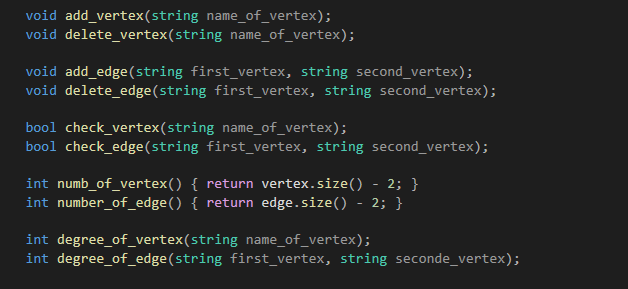 void add_vertex(string name_of_vertex);
void delete_vertex(string name_of_vertex);
void add_edge(string first_vertex, string second_vertex);
void delete_edge(string first_vertex, string second_vertex);
bool check_vertex(string name_of_vertex);
bool check_edge(string first_vertex, string second_vertex);
int numb_of_vertex() { return vertex.size() - 2; }
int number_of_edge() { return edge.size() - 2; }
int degree_of_vertex(string name_of_vertex);
int degree_of_edge(string first_vertex, string seconde_vertex);